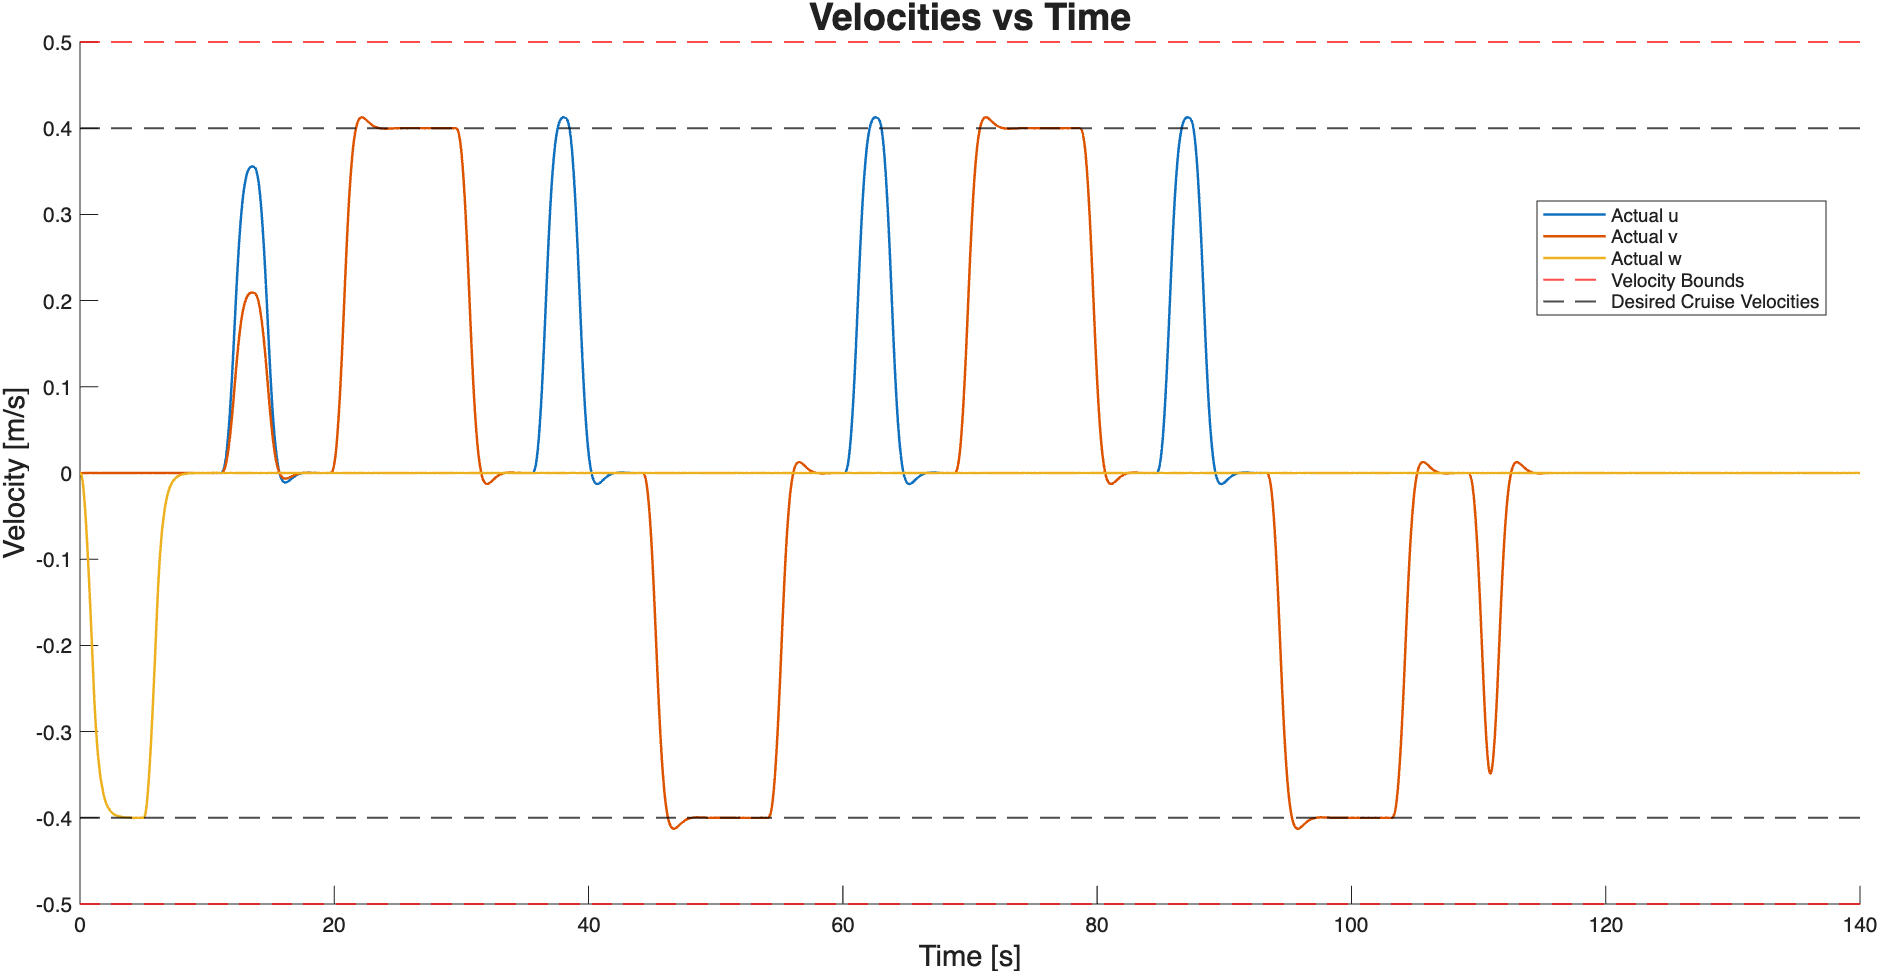 Velocities vs Time
Velocity [m/s]
0.5
0.4
0.3
0.2
0.1
0
-0.1
-0.2
-0.3
-0.4
-0.5
Actual u
Actual v
Actual w
Velocity Bounds
Desired Cruise Velocities
0 20 40 60 80 100 120 140
Time [s]